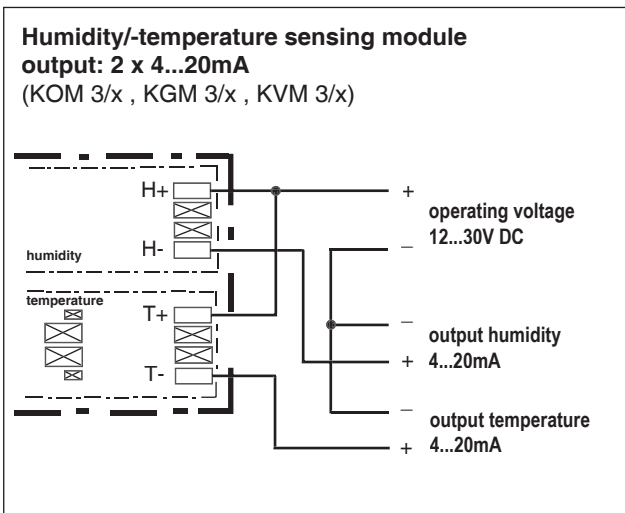 Humidity/-temperature sensing module
output: 2 x 4...20mA
(KOM 3/x , KGM 3/x , KVM 3/x)
H+
+
operating voltage
12...30V DC
H-
–
humidity
temperature
T+
–
output humidity
4...20mA
+
T-
–
output temperature
4...20mA
+